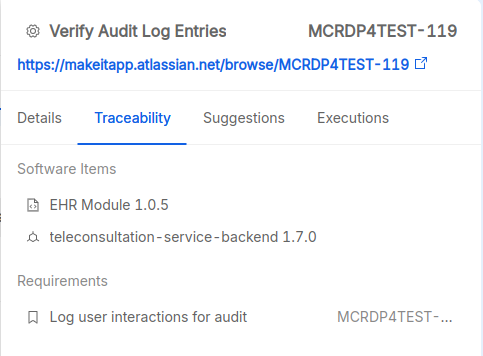 Verify Audit Log Entries MCRDP4TEST-119
https://makeitapp.atlassian.net/browse/MCRDP4TEST-119
Details Traceability Suggestions Executions
Software Items
EHR Module 1.0.5
teleconsultation-service-backend 1.7.0
Requirements
Log user interactions for audit MCRDP4TEST-...